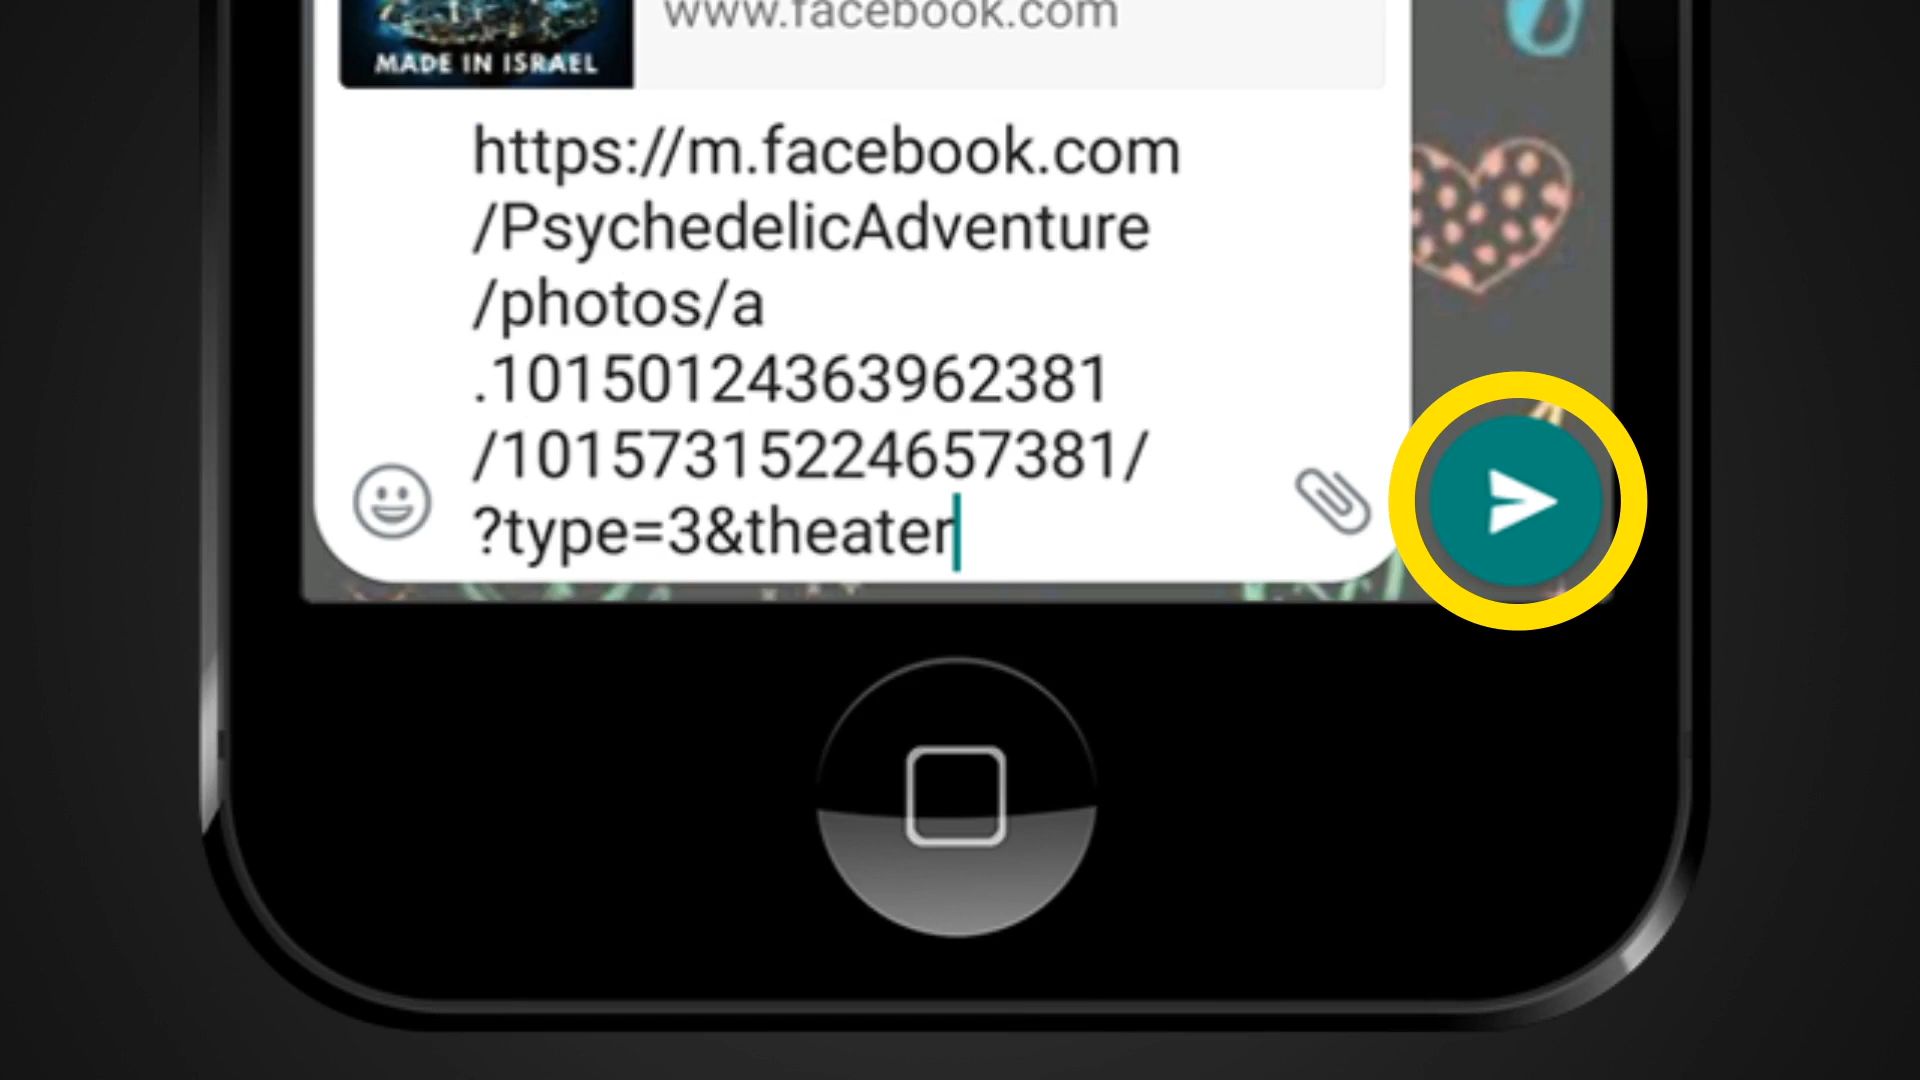 www.facebook.com
MADE IN ISRAEL
https://m.facebook.com
/PsychedelicAdventure
/photos/a
.10150124363962381
/10157315224657381/
?type=3&theater